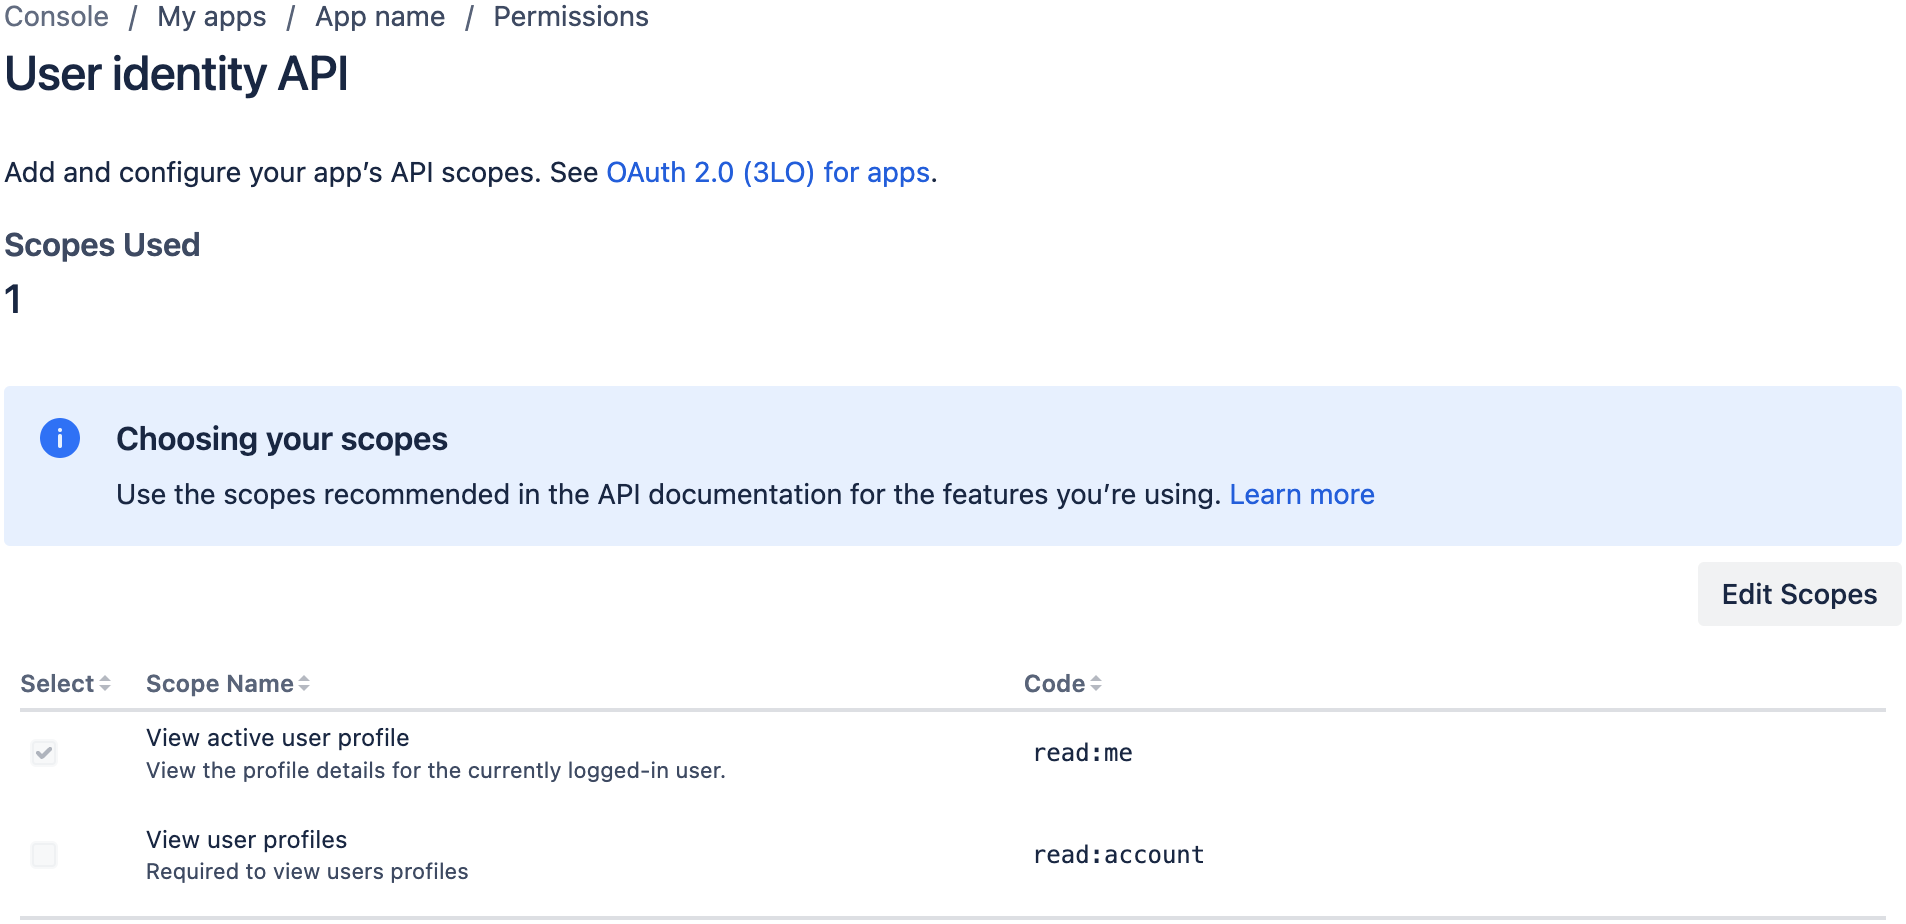 Console / My apps / App name / Permissions
User identity API
Add and configure your app’s API scopes. See OAuth 2.0 (3LO) for apps.
Scopes Used
1
Choosing your scopes
Use the scopes recommended in the API documentation for the features you’re using. Learn more
Edit Scopes
Select Scope Name Code
View active user profile
View the profile details for the currently logged-in user.
read:me
View user profiles
Required to view users profiles
read:account